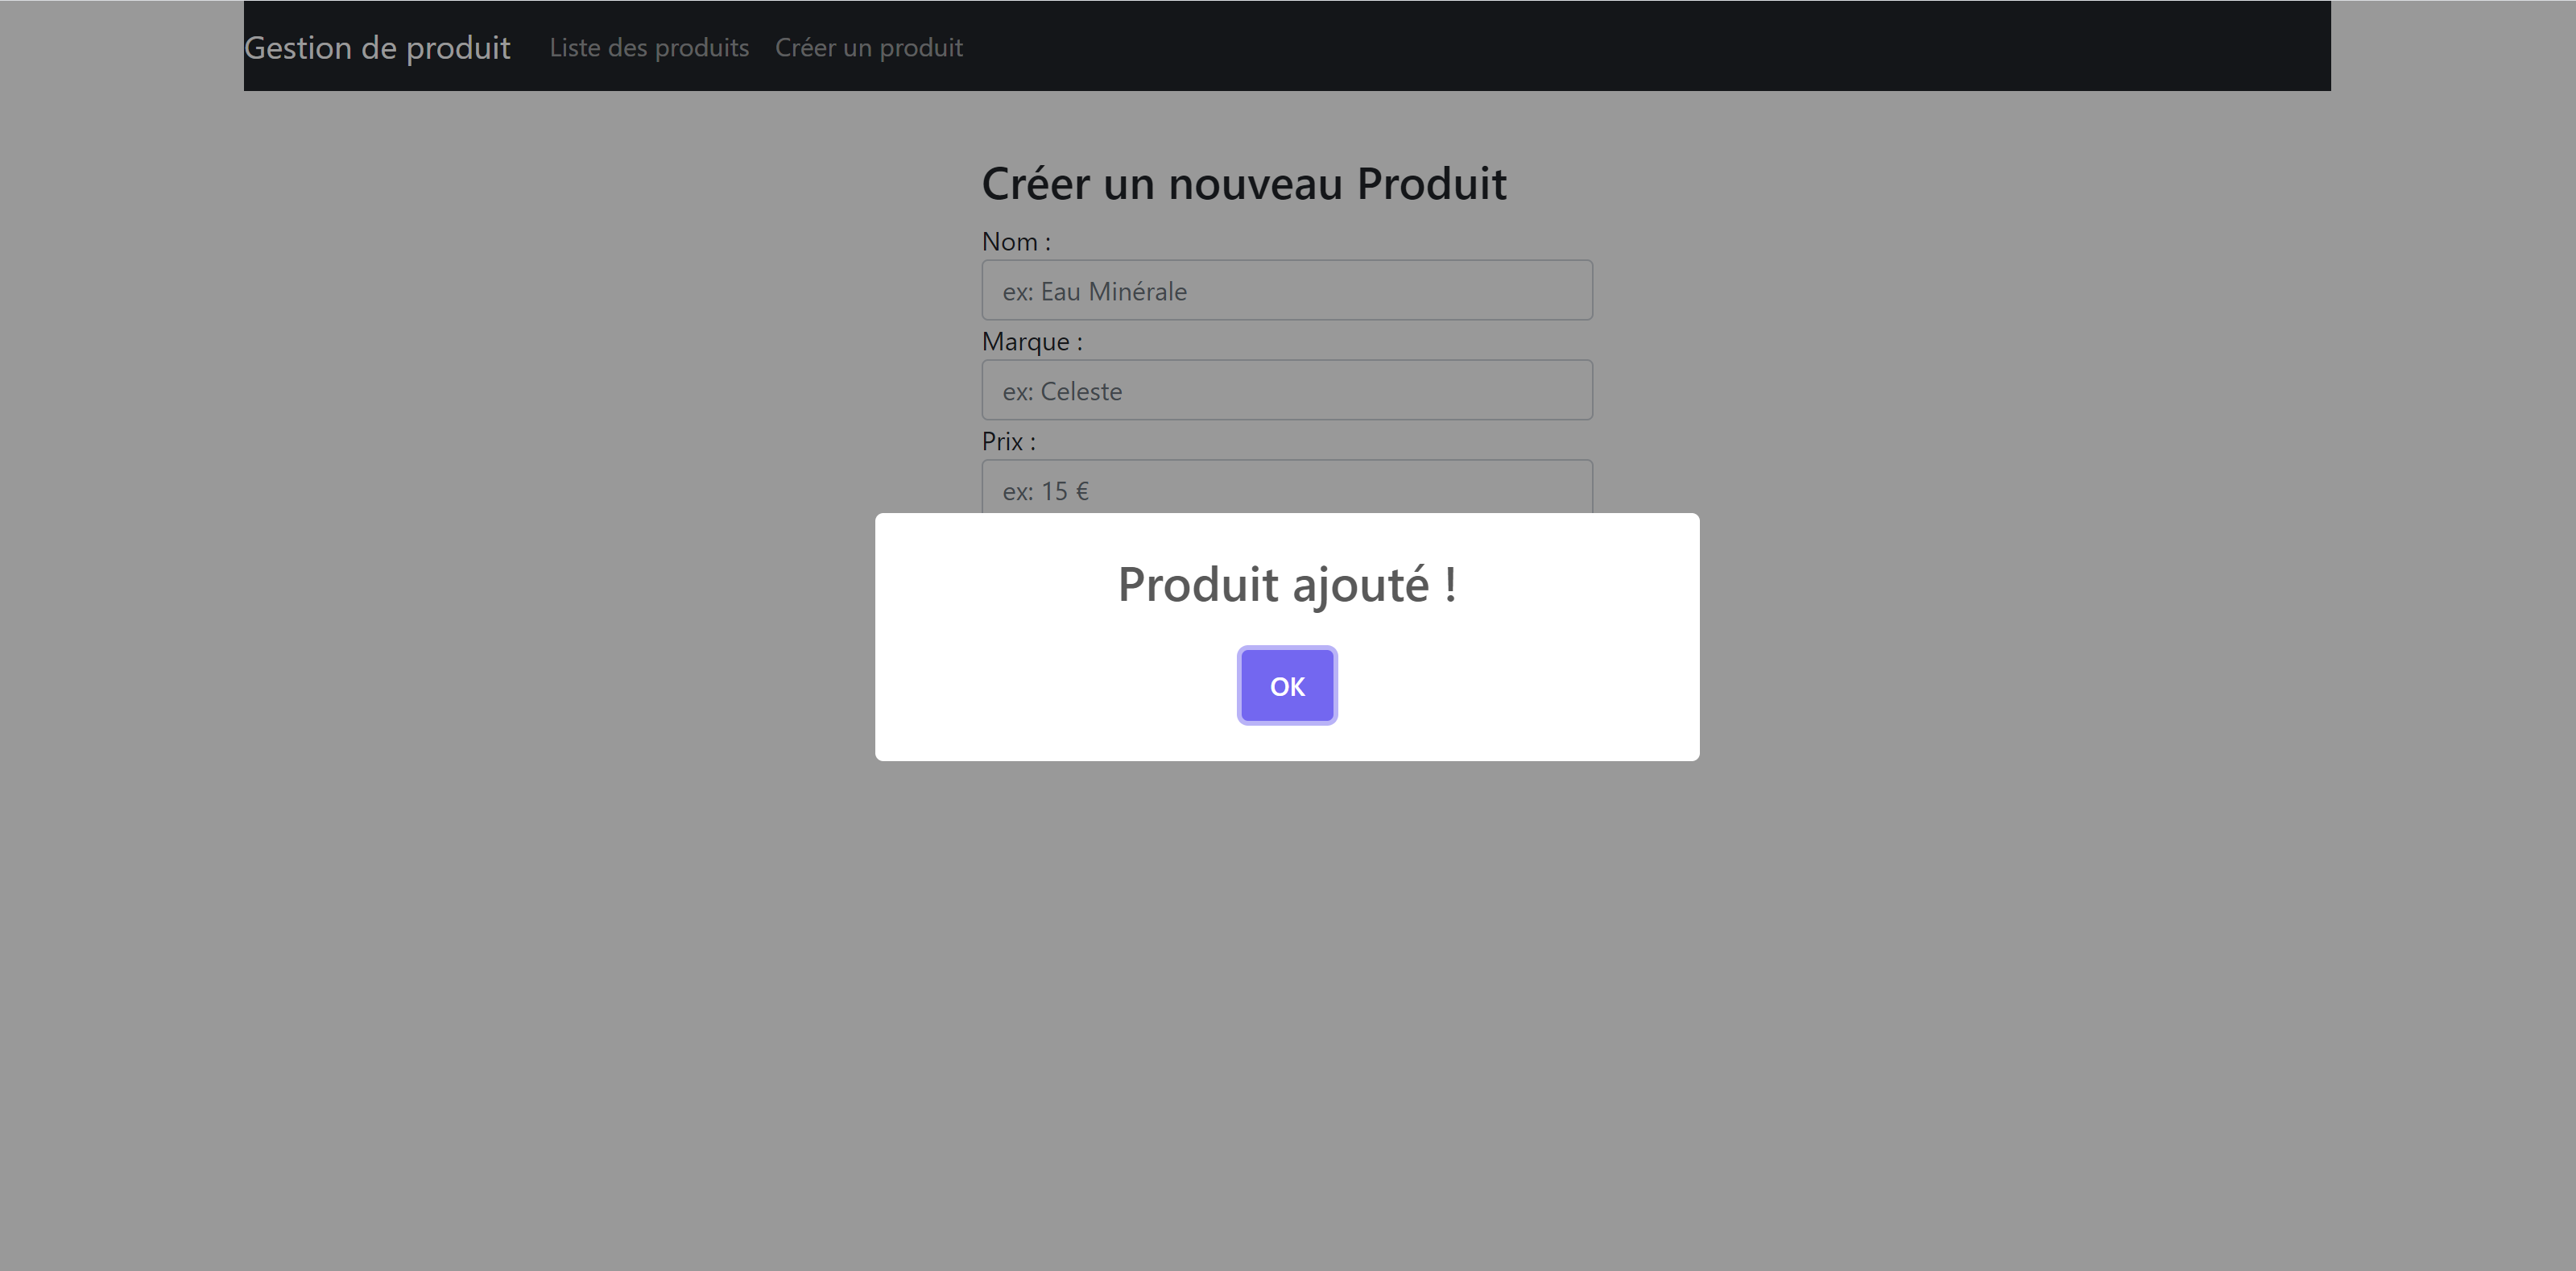 Gestion de produit
Liste des produits
Créer un produit
Créer un nouveau Produit
Nom :
ex: Eau Minérale
Marque :
ex: Celeste
Prix :
ex: 15 €
Produit ajouté !
OK